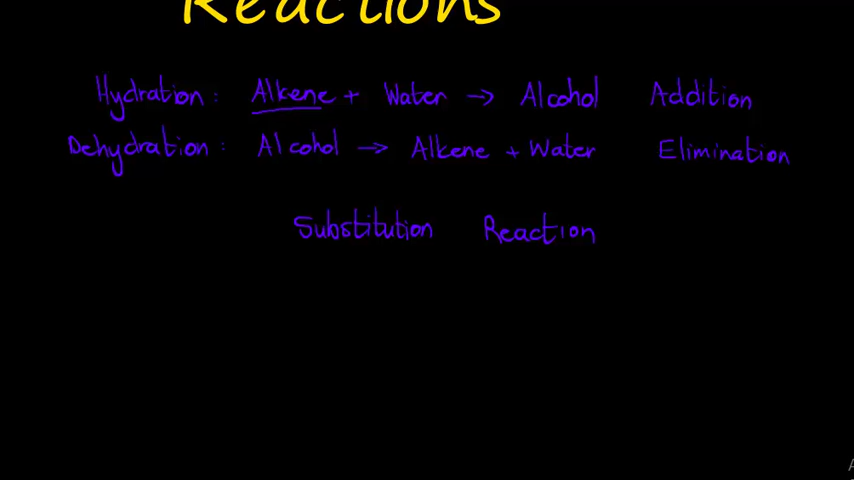 Reactions
Hydration: Alkene + Water → Alcohol Addition
Dehydration: Alcohol → Alkene + Water Elimination
Substitution Reaction